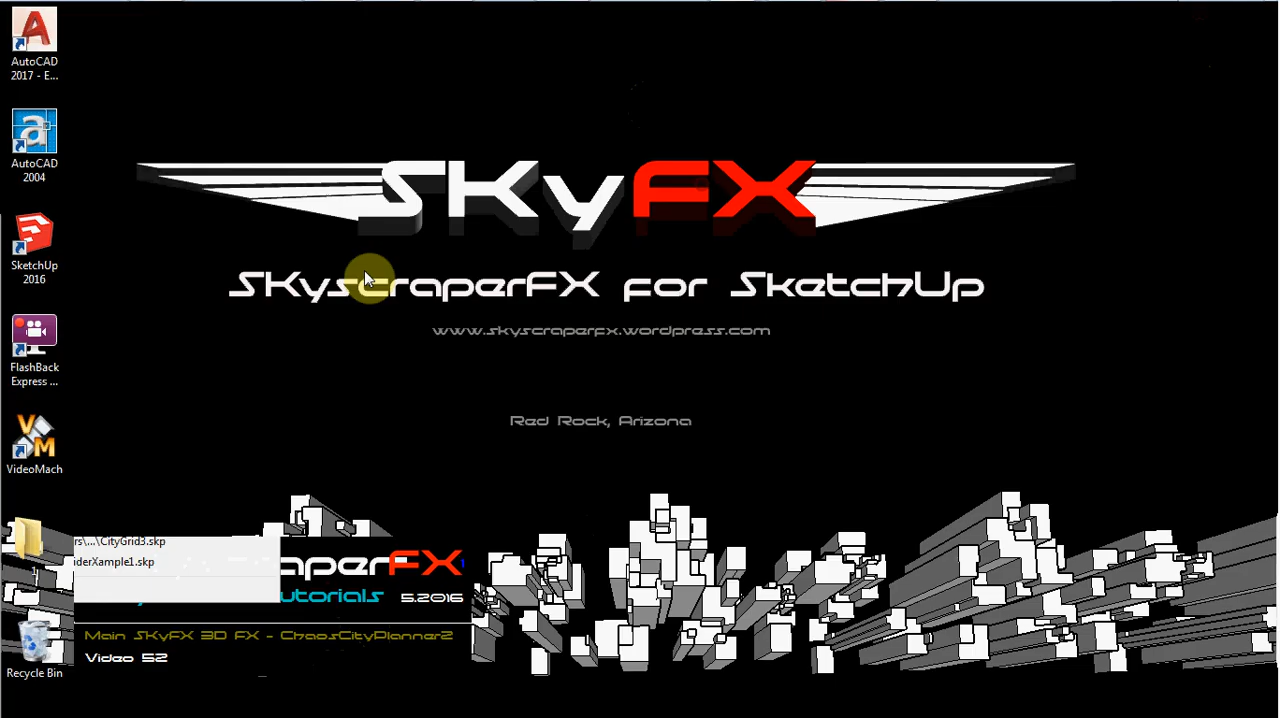 AutoCAD
2017 - E...
AutoCAD
2004
SketchUp
2016
FlashBack
Express ...
VideoMach
Recycle Bin
SKyFX
SKyscraperFX for SketchUp
www.skyscraperfx.wordpress.com
Red Rock, Arizona
rs\...\CityGrid3.skp
iderXample1.skp
aperFX
utorials 5.2016
Main SKyFX 3D FX - ChaosCityPlanner2
Video 52